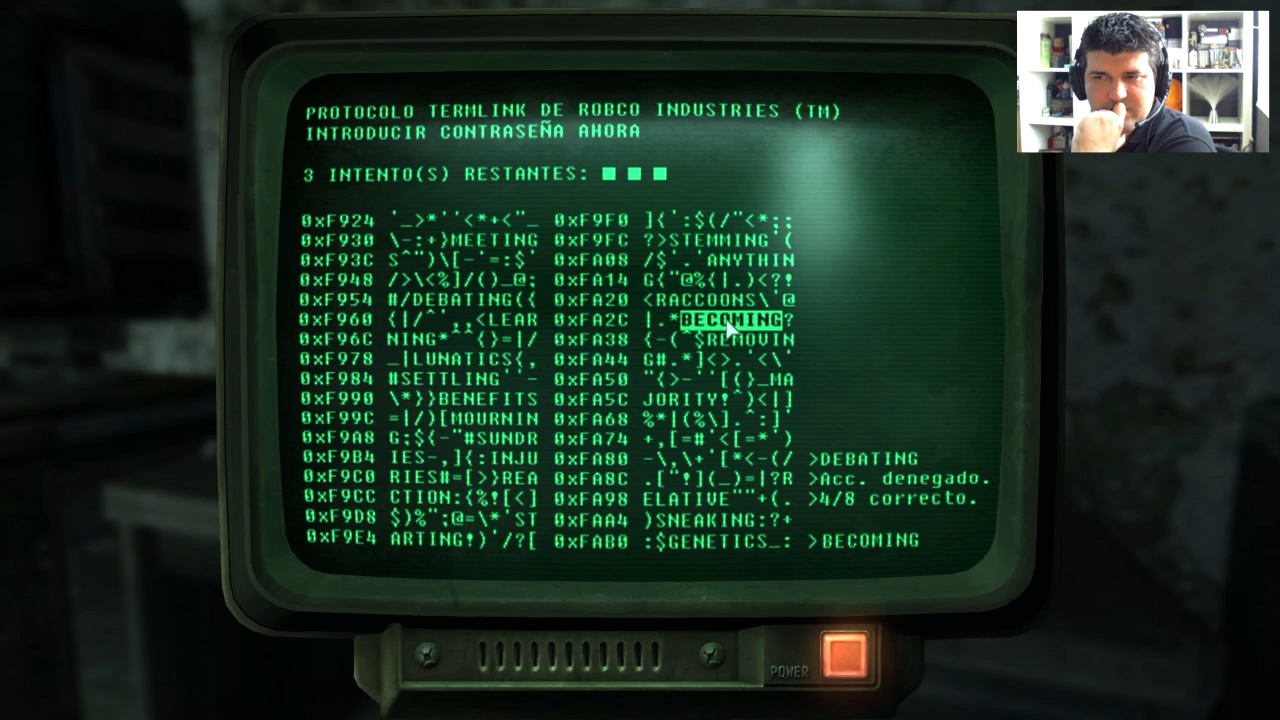 PROTOCOLO TERMLINK DE ROBCO INDUSTRIES (TM)
INTRODUCIR CONTRASEÑA AHORA
3 INTENTO(S) RESTANTES:
0xF924 '_>*''<*+<"_ 0xF9F0 ]{':$(/"<*;;
0xF930 \-:+}MEETING 0xF9FC ?>STEMMING'(
0xF93C S^")\[-'=:$' 0xFA08 /$'.'ANYTHIN
0xF948 />\<%]/()_@; 0xFA14 G{"@%{|.)<?!
0xF954 #/DEBATING({ 0xFA20 <RACCOONS\'@
0xF960 {|/^',,<LEAR 0xFA2C |.*BECOMING?
0xF96C NING*^^{}=|/ 0xFA38 {-(^$REMOVIN
0xF978 _|LUNATICS{, 0xFA44 G#.*]<>.'<\'
0xF984 #SETTLING''- 0xFA50 "{>-''[(}_MA
0xF990 \*}}BENEFITS 0xFA5C JORITY!^)<|]
0xF99C =|/)[MOURNIN 0xFA68 %*|(%\].^:]'
0xF9A8 G;${-"#SUNDR 0xFA74 +,[=#'<[=*')
0xF9B4 IES-,]{:INJU 0xFA80 -\,\+'[*<-(/ >DEBATING
0xF9C0 RIES#=[>}REA 0xFA8C .["!](_)=|?R >Acc. denegado.
0xF9CC CTION:{%![<] 0xFA98 ELATIVE""+(. >4/8 correcto.
0xF9D8 $)%";@=\*'ST 0xFAA4 )SNEAKING:?+
0xF9E4 ARTING!)'/?[ 0xFAB0 :$GENETICS_: >BECOMING
POWER